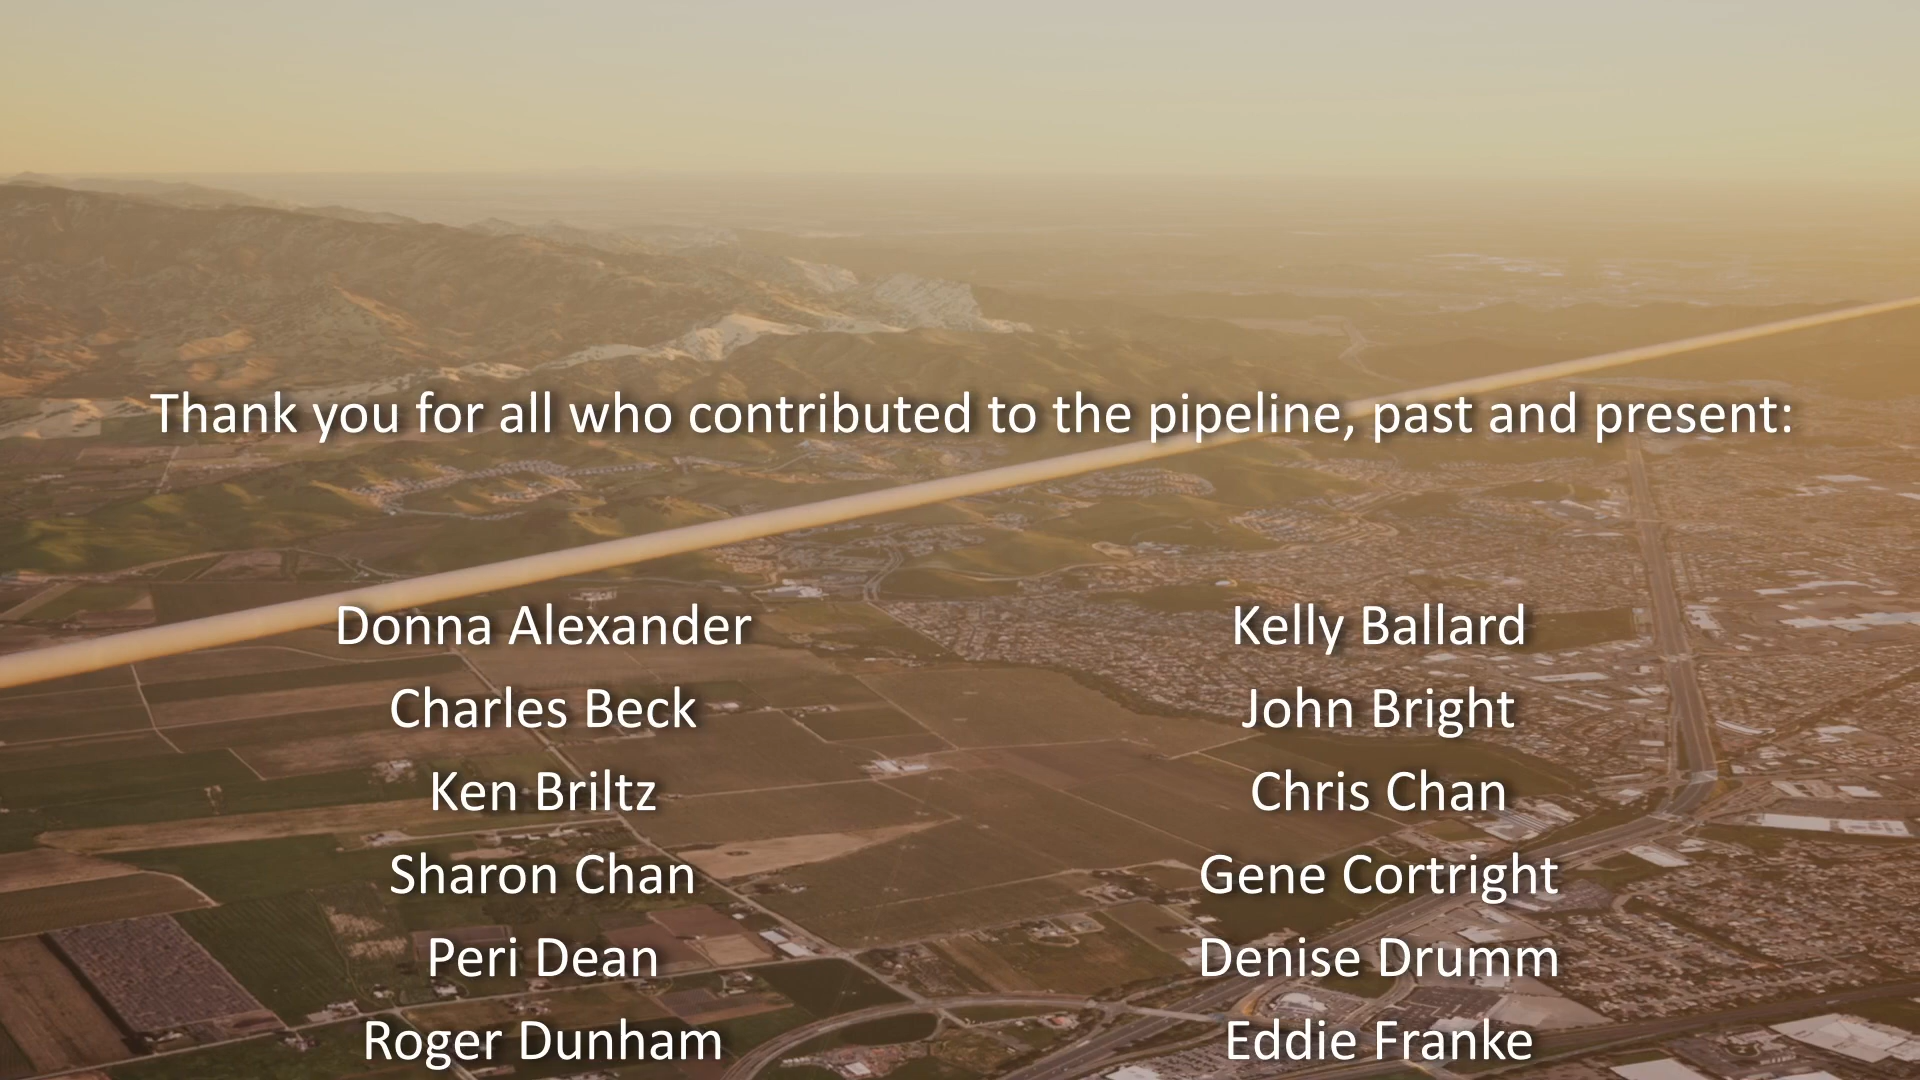 Thank you for all who contributed to the pipeline, past and present:
Donna Alexander
Kelly Ballard
Charles Beck
John Bright
Ken Briltz
Chris Chan
Sharon Chan
Gene Cortright
Peri Dean
Denise Drumm
Roger Dunham
Eddie Franke